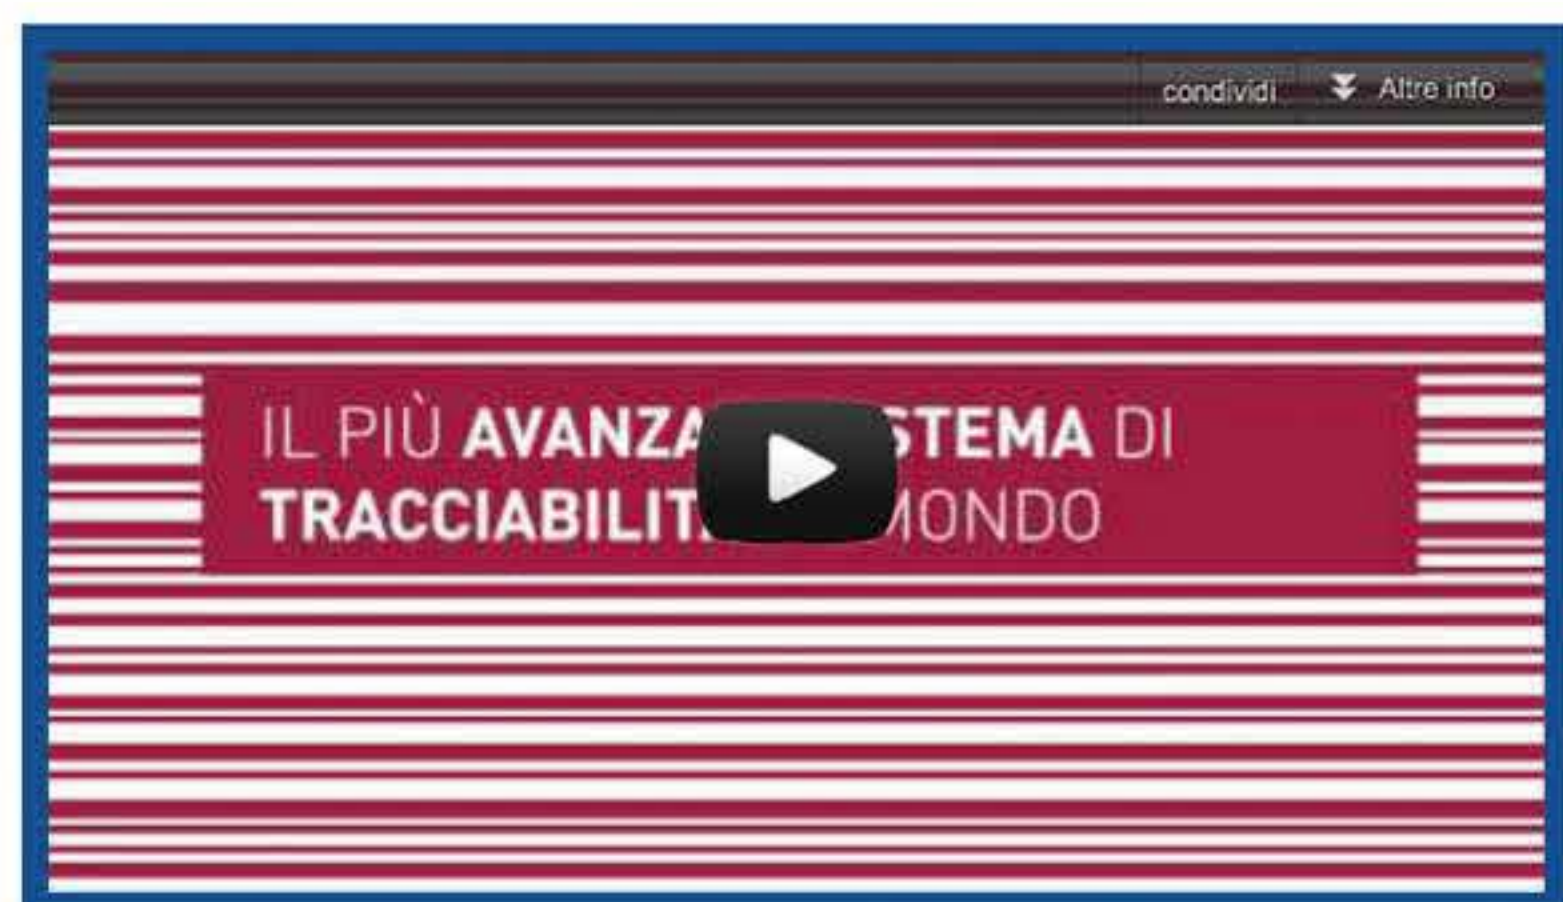 condividi Altre info
IL PIÙ AVANZA STEMA DI
TRACCIABILIT MONDO